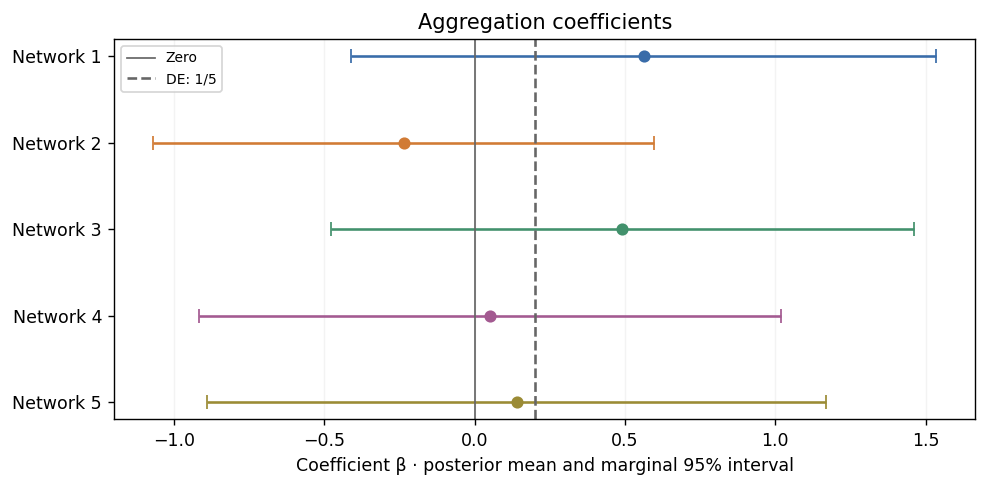 Aggregation coefficients
Network 1
Network 2
Network 3
Network 4
Network 5
Zero
DE: 1/5
−1.0 −0.5 0.0 0.5 1.0 1.5
Coefficient β · posterior mean and marginal 95% interval